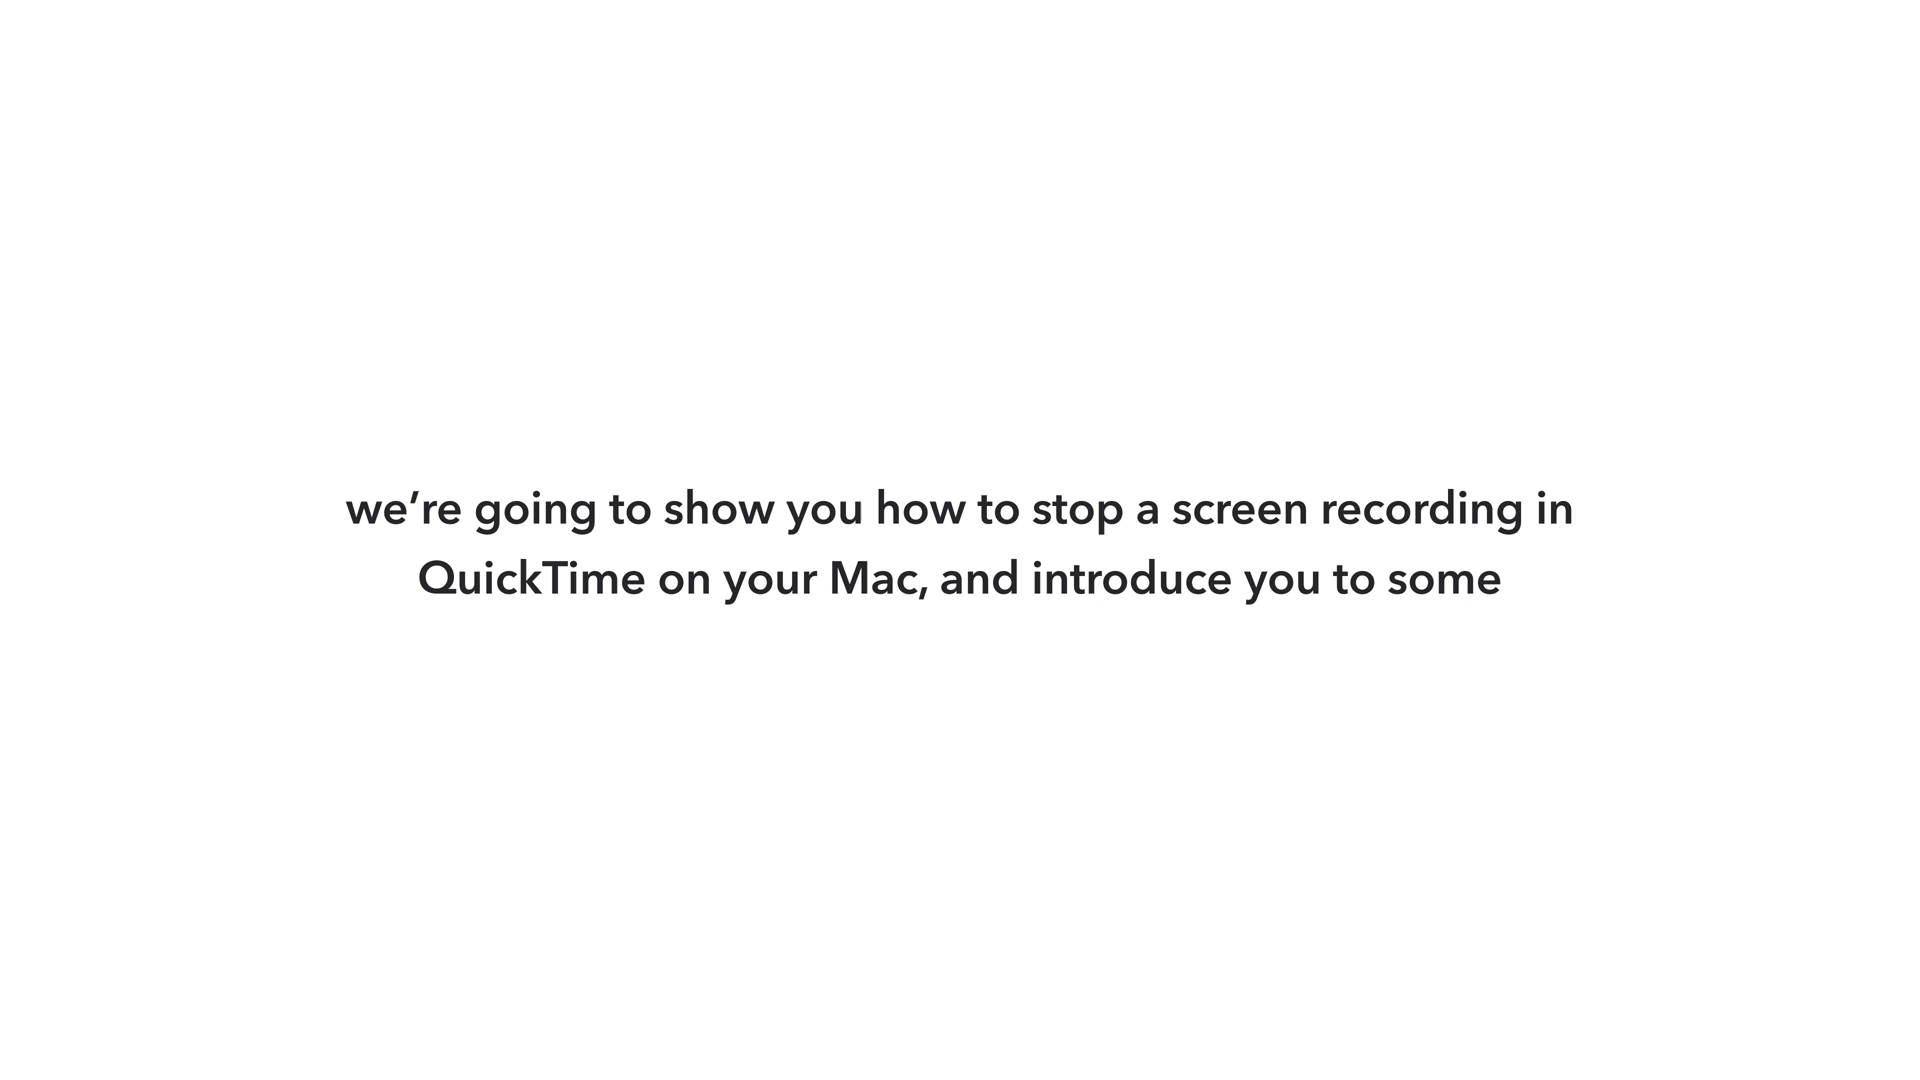 we’re going to show you how to stop a screen recording in
QuickTime on your Mac, and introduce you to some